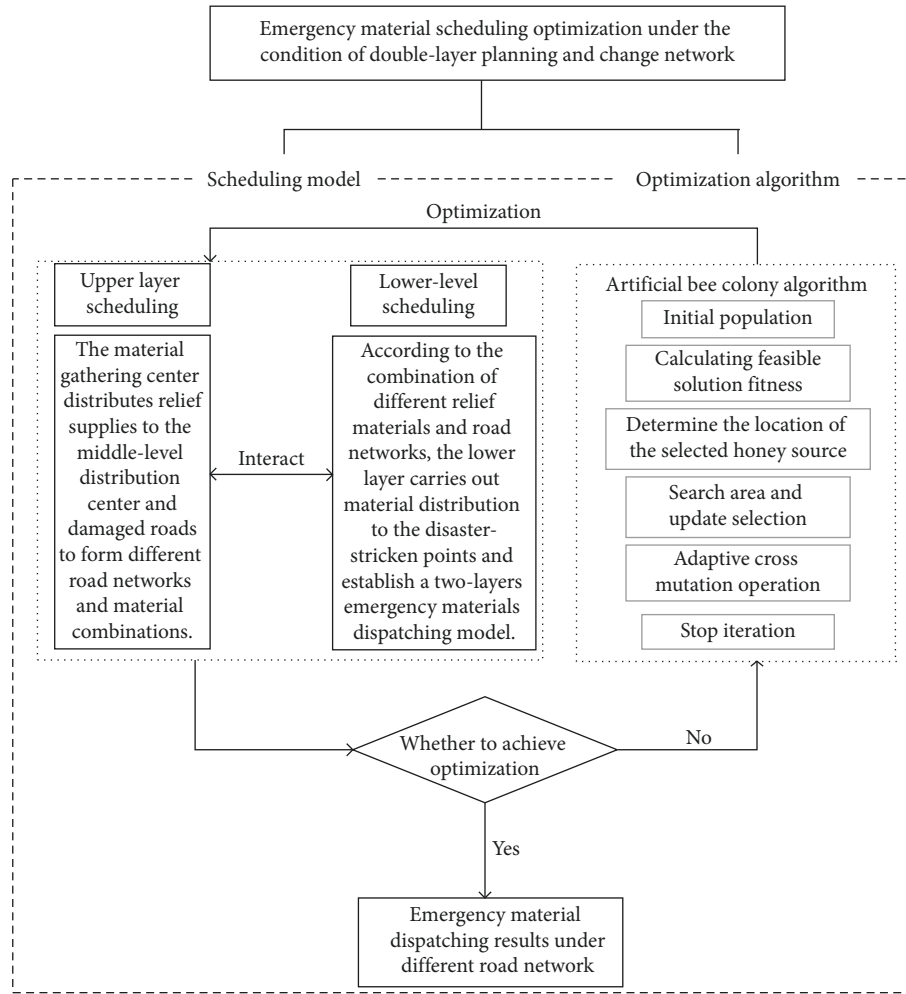 Emergency material scheduling optimization under the
condition of double-layer planning and change network
Scheduling model
Optimization algorithm
Optimization
Upper layer
scheduling
The material
gathering center
distributes relief
supplies to the
middle-level
distribution
center and
damaged roads
to form different
road networks
and material
combinations.
Interact
Lower-level
scheduling
According to the
combination of
different relief
materials and road
networks, the lower
layer carries out
material distribution
to the disaster-
stricken points and
establish a two-layers
emergency materials
dispatching model.
Artificial bee colony algorithm
Initial population
Calculating feasible
solution fitness
Determine the location of
the selected honey source
Search area and
update selection
Adaptive cross
mutation operation
Stop iteration
Whether to achieve
optimization
No
Yes
Emergency material
dispatching results under
different road network